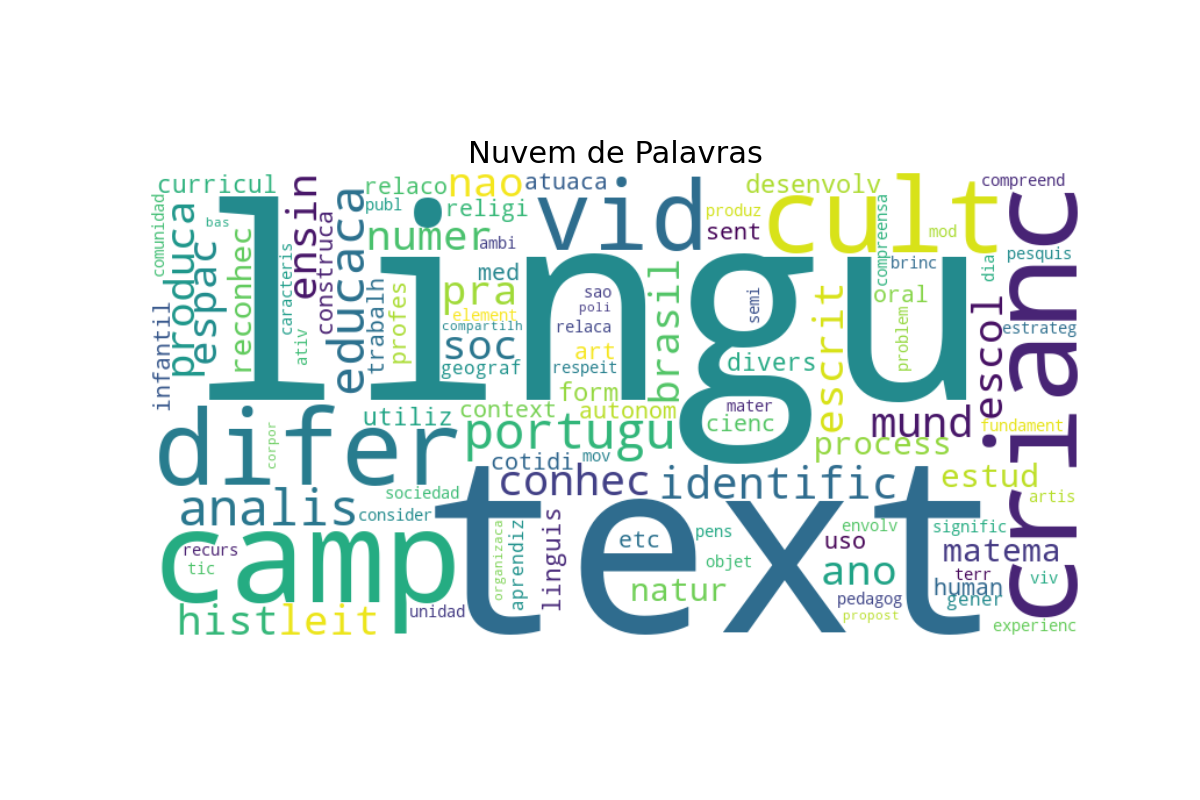 Nuvem de Palavras
lingu
text
crianc
camp
difer
cult
vid
curricul
relaco
nao
atuaca
desenvolv
compreend
comunidad
produca
espac
bas
reconhec
caracteris
ensin
construca
ativ
educaca
publ
religi
numer
ambi
trabalh
profes
med
pra
element
compartilh
soc
geograf
sao
poli
relaca
art
respeit
form
brasil
produz
sent
semi
divers
escrit
compreensa
brinc
oral
problem
mod
dia
pesquis
estrateg
escol
infantil
utiliz
context
autonom
portugu
mater
cienc
mund
process
fundament
corpor
cotidi
mov
conhec
identific
estud
artis
analis
sociedad
consider
recurs
tic
organizaca
aprendiz
linguis
etc
pens
objet
envolv
uso
signific
matema
natur
ano
terr
human
gener
viv
hist
leit
unidad
pedagog
propost
experienc